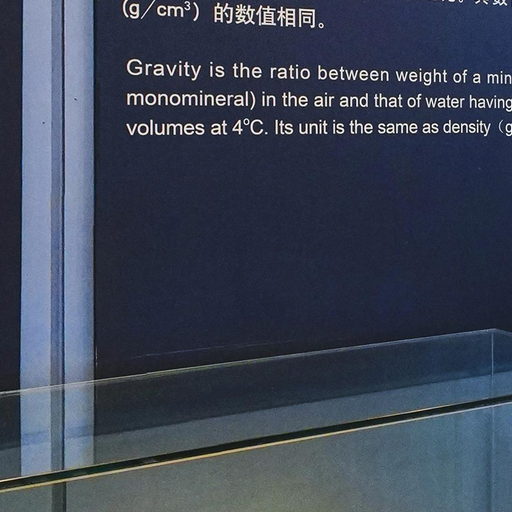 (g/cm³) 的数值相同。
Gravity is the ratio between weight of a min
monomineral) in the air and that of water having
volumes at 4°C. Its unit is the same as density (g